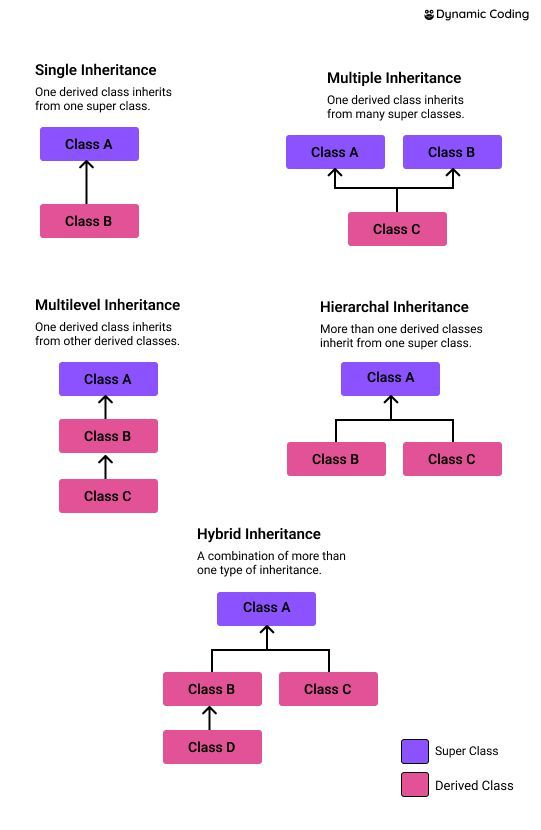 Dynamic Coding
Single Inheritance
One derived class inherits
from one super class.
Class A
Class B
Multiple Inheritance
One derived class inherits
from many super classes.
Class A
Class B
Class C
Multilevel Inheritance
One derived class inherits
from other derived classes.
Class A
Class B
Class C
Hierarchal Inheritance
More than one derived classes
inherit from one super class.
Class A
Class B
Class C
Hybrid Inheritance
A combination of more than
one type of inheritance.
Class A
Class B
Class C
Class D
Super Class
Derived Class